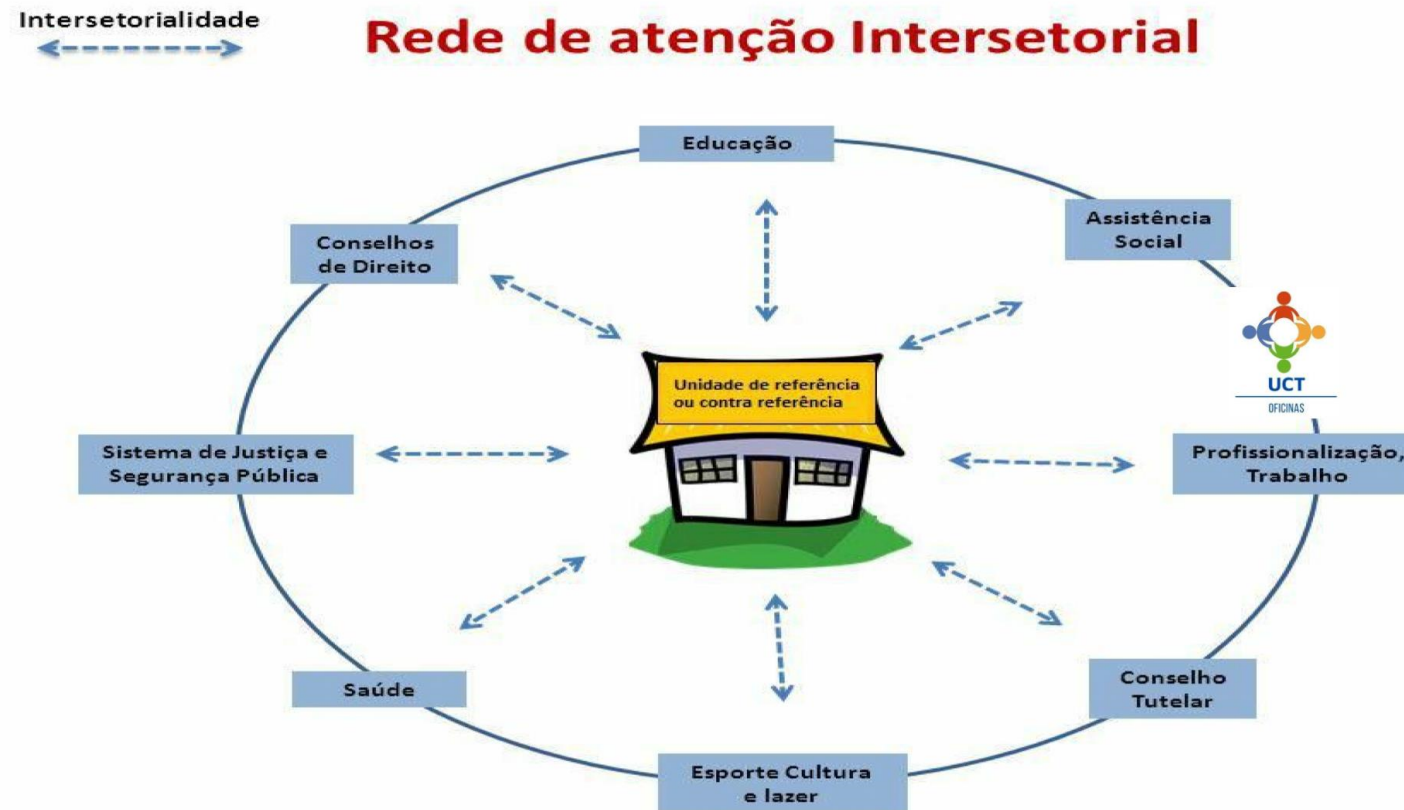 Intersetorialidade
Rede de atenção Intersetorial
Educação
Assistência
Social
Conselhos
de Direito
UCT
OFICINAS
Unidade de referência
ou contra referência
Sistema de Justiça e
Segurança Pública
Profissionalização,
Trabalho
Saúde
Conselho
Tutelar
Esporte Cultura
e lazer